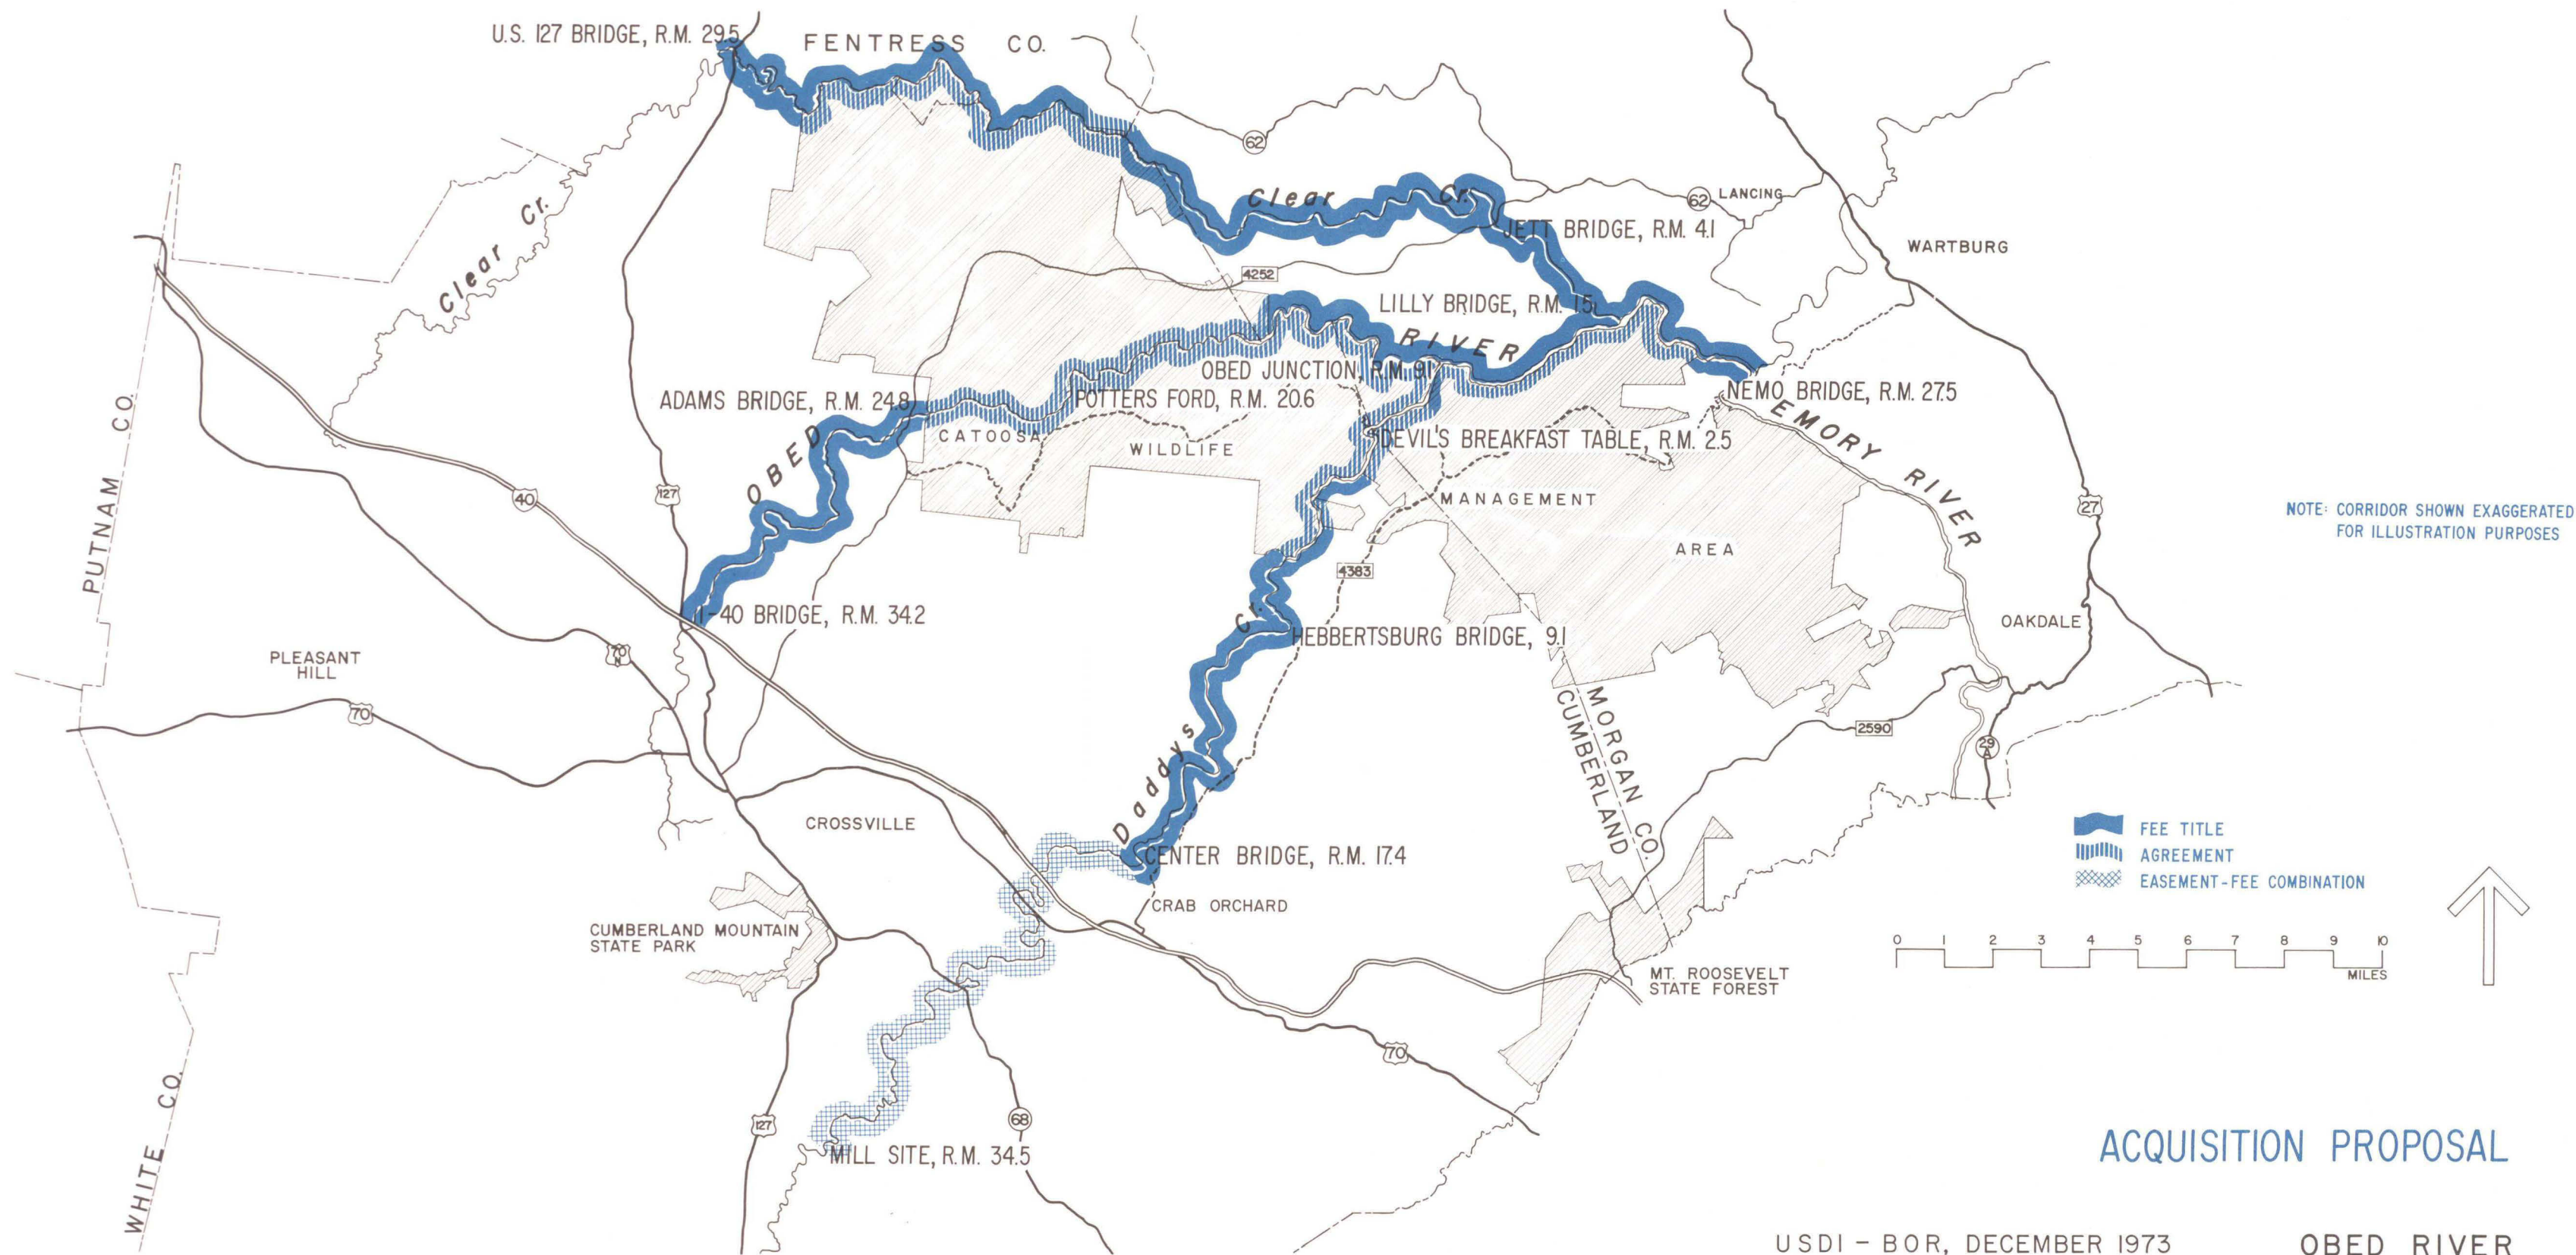 U.S. 127 BRIDGE, R.M. 29.5
FENTRESS CO.
62
Clear Cr.
62
LANCING
JETT BRIDGE, R.M. 4.1
WARTBURG
Clear Cr.
4252
LILLY BRIDGE, R.M. 1.5
RIVER
OBED JUNCTION, R.M. 9.1
ADAMS BRIDGE, R.M. 24.8
POTTERS FORD, R.M. 20.6
NEMO BRIDGE, R.M. 27.5
EMORY RIVER
OBED
CATOOSA
WILDLIFE
DEVIL'S BREAKFAST TABLE, R.M. 2.5
MANAGEMENT
AREA
PUTNAM CO.
40
127
27
NOTE: CORRIDOR SHOWN EXAGGERATED
FOR ILLUSTRATION PURPOSES
4383
I-40 BRIDGE, R.M. 34.2
HEBBERTSBURG BRIDGE, 9.1
OAKDALE
PLEASANT
HILL
70
N
70
MORGAN CO.
CUMBERLAND
2590
29
A
Daddys Cr.
CROSSVILLE
CENTER BRIDGE, R.M. 17.4
CRAB ORCHARD
FEE TITLE
AGREEMENT
EASEMENT-FEE COMBINATION
CUMBERLAND MOUNTAIN
STATE PARK
0 1 2 3 4 5 6 7 8 9 10
MILES
MT. ROOSEVELT
STATE FOREST
70
WHITE CO.
127
68
MILL SITE, R.M. 34.5
ACQUISITION PROPOSAL
USDI - BOR, DECEMBER 1973
OBED RIVER